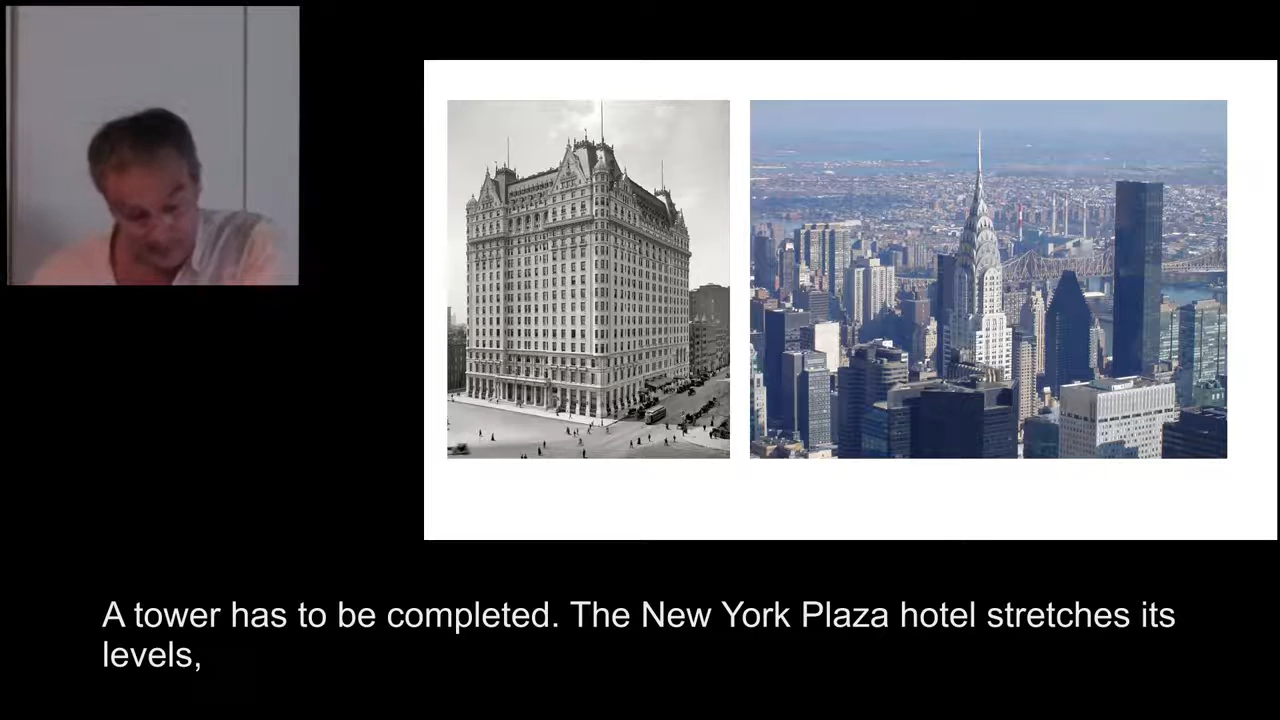 A tower has to be completed. The New York Plaza hotel stretches its
levels,